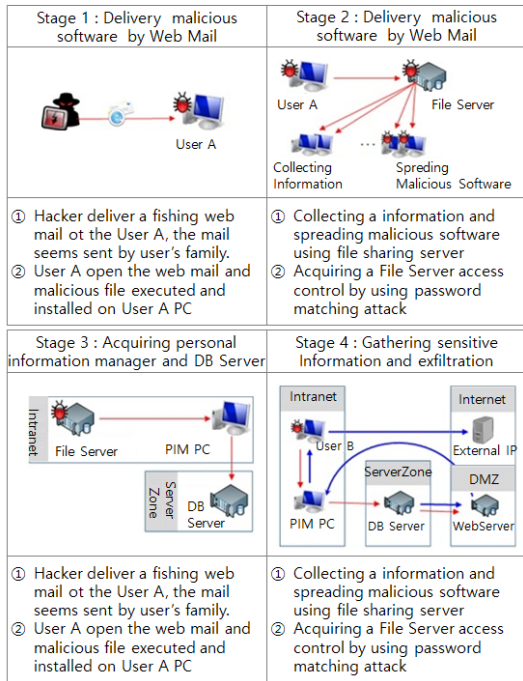 Stage 1 : Delivery malicious
software by Web Mail
User A
① Hacker deliver a fishing web
mail ot the User A, the mail
seems sent by user's family.
② User A open the web mail and
malicious file executed and
installed on User A PC
Stage 2 : Delivery malicious
software by Web Mail
User A
File Server
...
Collecting
Information
Spreding
Malicious Software
① Collecting a information and
spreading malicious software
using file sharing server
② Acquiring a File Server access
control by using password
matching attack
Stage 3 : Acquiring personal
information manager and DB Server
Intranet
File Server
PIM PC
Server
Zone
DB
Server
① Hacker deliver a fishing web
mail ot the User A, the mail
seems sent by user's family.
② User A open the web mail and
malicious file executed and
installed on User A PC
Stage 4 : Gathering sensitive
Information and exfiltration
Intranet
Internet
User B
External IP
ServerZone
DMZ
PIM PC
DB Server
WebServer
① Collecting a information and
spreading malicious software
using file sharing server
② Acquiring a File Server access
control by using password
matching attack